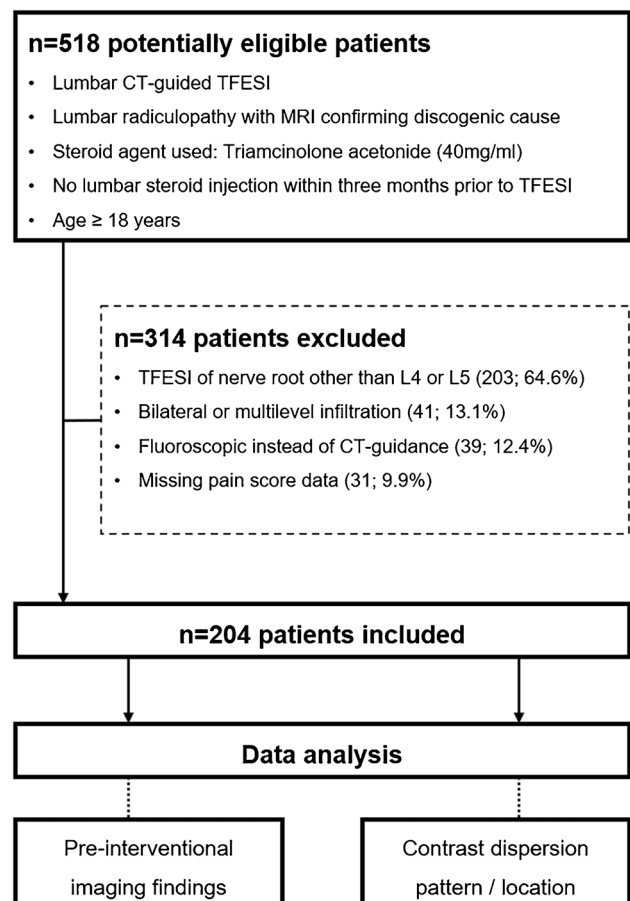 n=518 potentially eligible patients
• Lumbar CT-guided TFESI
• Lumbar radiculopathy with MRI confirming discogenic cause
• Steroid agent used: Triamcinolone acetonide (40mg/ml)
• No lumbar steroid injection within three months prior to TFESI
• Age ≥ 18 years
n=314 patients excluded
• TFESI of nerve root other than L4 or L5 (203; 64.6%)
• Bilateral or multilevel infiltration (41; 13.1%)
• Fluoroscopic instead of CT-guidance (39; 12.4%)
• Missing pain score data (31; 9.9%)
n=204 patients included
Data analysis
Pre-interventional
imaging findings
Contrast dispersion
pattern / location